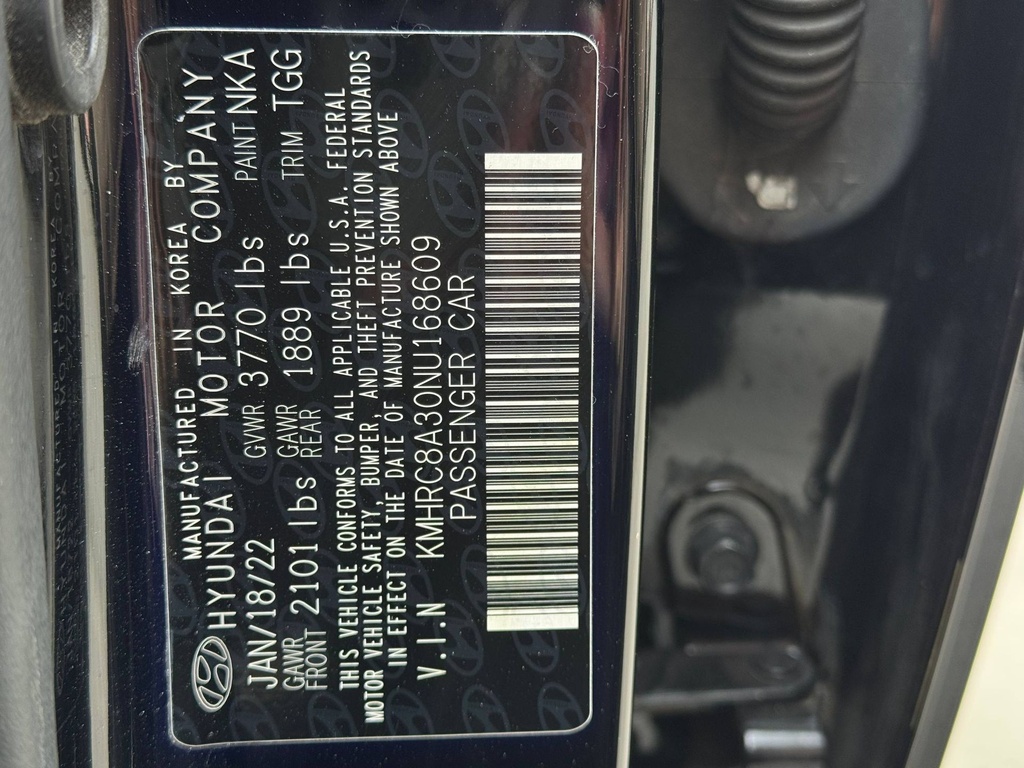 MANUFACTURED IN KOREA BY
HYUNDAI MOTOR COMPANY
JAN/18/22 GVWR 3770 lbs PAINT NKA
GAWR FRONT 2101 lbs GAWR REAR 1889 lbs TRIM TGG
THIS VEHICLE CONFORMS TO ALL APPLICABLE U.S.A. FEDERAL
MOTOR VEHICLE SAFETY, BUMPER, AND THEFT PREVENTION STANDARDS
IN EFFECT ON THE DATE OF MANUFACTURE SHOWN ABOVE
V.I.N KMHRC8A30NU168609
PASSENGER CAR